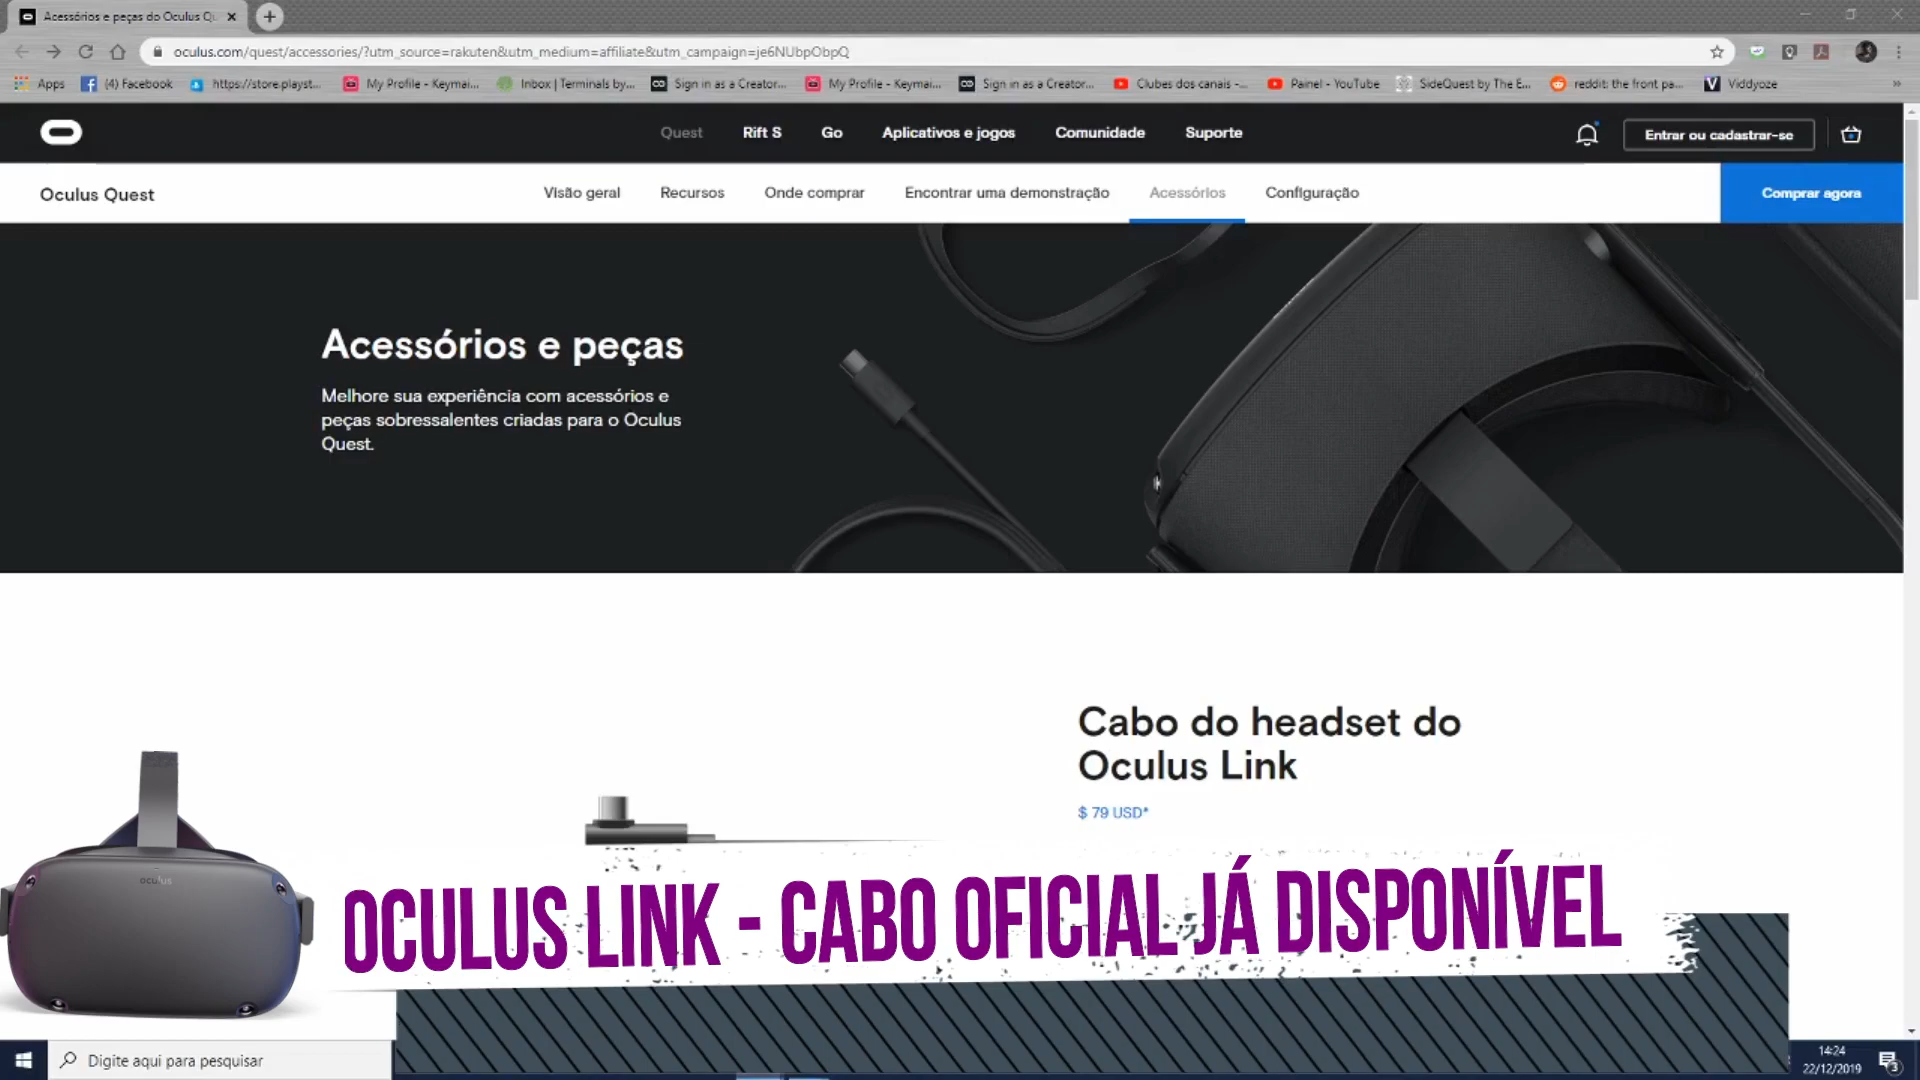 Acessórios e peças do Oculus Qu
oculus.com/quest/accessories/?utm_source=rakuten&utm_medium=affiliate&utm_campaign=je6NUbpObpQ
Apps
(4) Facebook
https://store.playst...
My Profile - Keymai...
Inbox | Terminals by...
Sign in as a Creator...
My Profile - Keymai...
Sign in as a Creator...
Clubes dos canais -...
Painel - YouTube
SideQuest by The E...
reddit: the front pa...
Viddyoze
Quest
Rift S
Go
Aplicativos e jogos
Comunidade
Suporte
Entrar ou cadastrar-se
Oculus Quest
Visão geral
Recursos
Onde comprar
Encontrar uma demonstração
Acessórios
Configuração
Comprar agora
Acessórios e peças
Melhore sua experiência com acessórios e
peças sobressalentes criadas para o Oculus
Quest.
Cabo do headset do
Oculus Link
$ 79 USD*
oculus
OCULUS LINK - CABO OFICIAL JÁ DISPONÍVEL
Digite aqui para pesquisar
14:24
22/12/2019
3